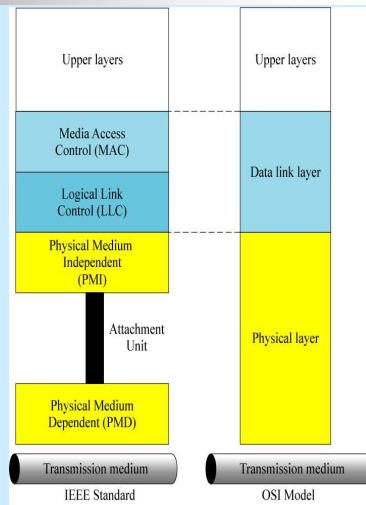 Upper layers
Media Access
Control (MAC)
Logical Link
Control (LLC)
Physical Medium
Independent
(PMI)
Attachment
Unit
Physical Medium
Dependent (PMD)
Transmission medium
IEEE Standard
Upper layers
Data link layer
Physical layer
Transmission medium
OSI Model